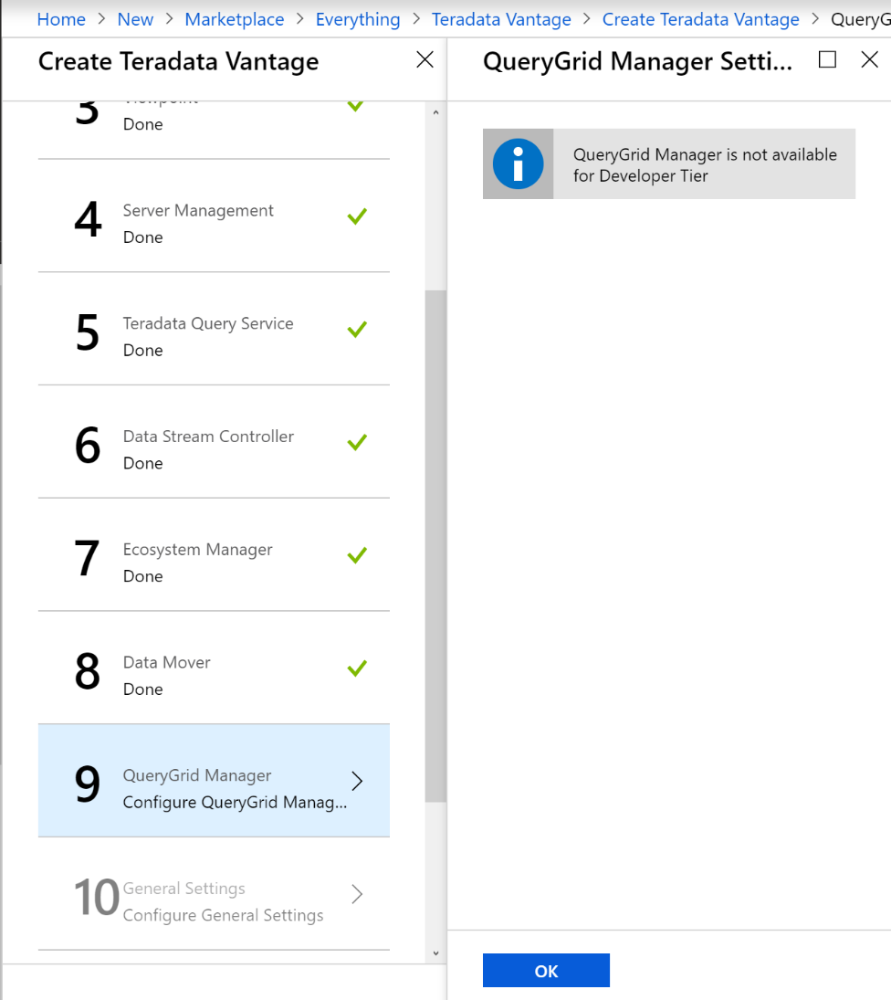 Home > New > Marketplace > Everything > Teradata Vantage > Create Teradata Vantage > QueryG
Create Teradata Vantage
3
Viewpoint
Done
4
Server Management
Done
5
Teradata Query Service
Done
6
Data Stream Controller
Done
7
Ecosystem Manager
Done
8
Data Mover
Done
9
QueryGrid Manager
Configure QueryGrid Manag...
10
General Settings
Configure General Settings
QueryGrid Manager Setti...
QueryGrid Manager is not available
for Developer Tier
OK